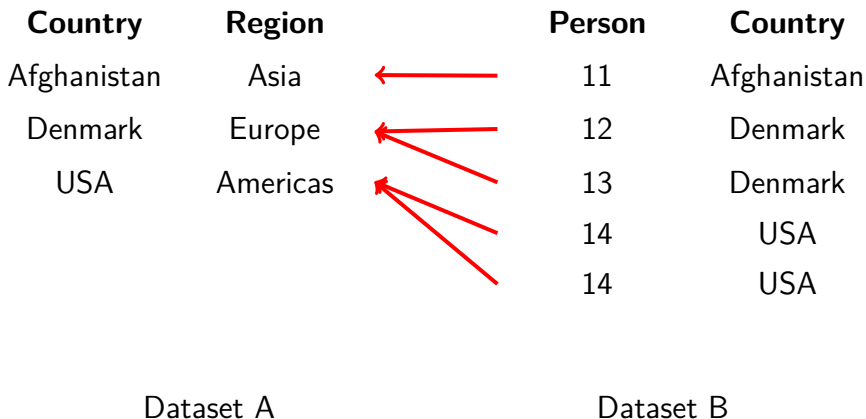 Country Region Person Country
Afghanistan Asia 11 Afghanistan
Denmark Europe 12 Denmark
USA Americas 13 Denmark
14 USA
14 USA
Dataset A Dataset B